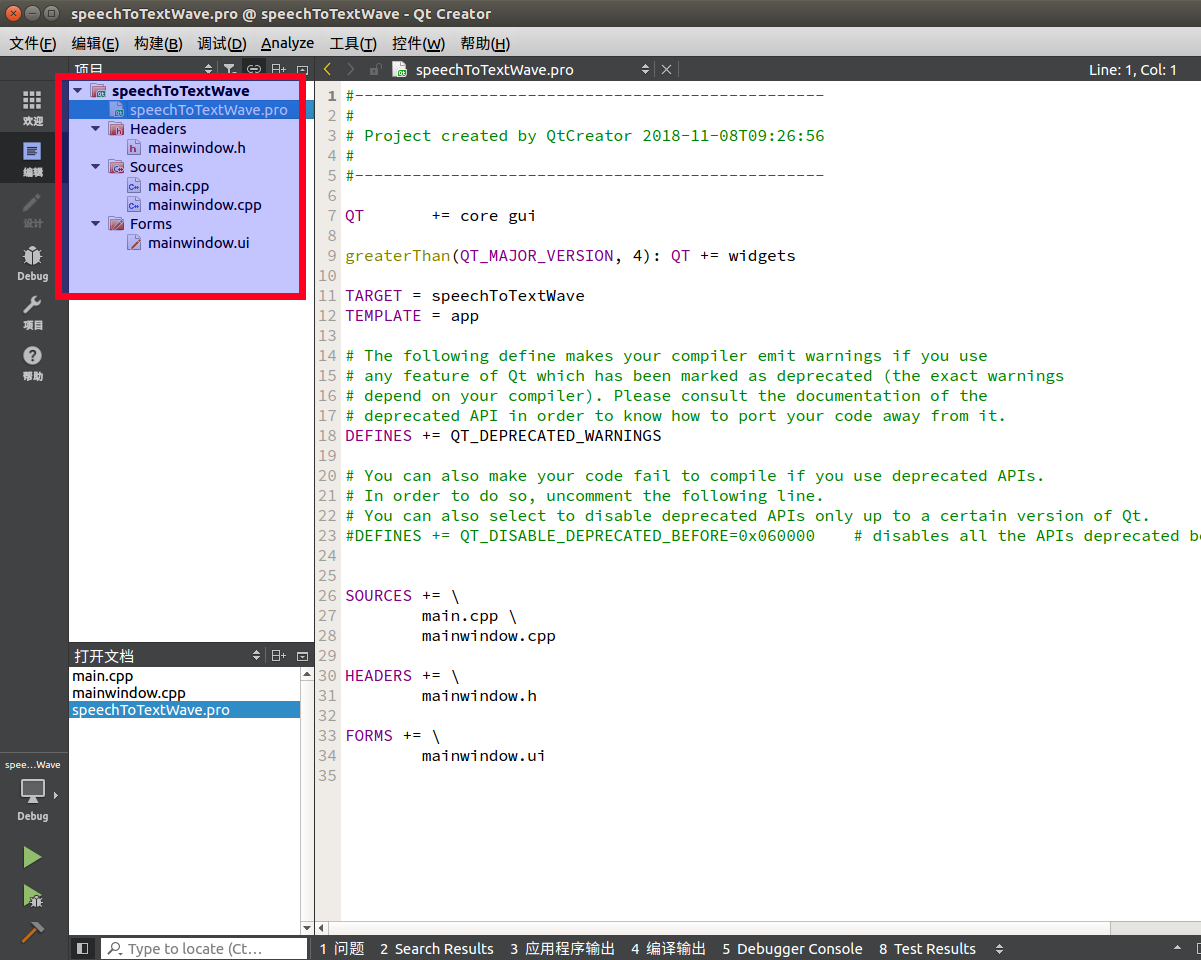 speechToTextWave.pro @ speechToTextWave - Qt Creator
文件(F) 编辑(E) 构建(B) 调试(D) Analyze 工具(T) 控件(W) 帮助(H)
项目
speechToTextWave.pro
Line: 1, Col: 1
欢迎
编辑
设计
Debug
项目
帮助
speechToTextWave
speechToTextWave.pro
Headers
mainwindow.h
Sources
main.cpp
mainwindow.cpp
Forms
mainwindow.ui
打开文档
main.cpp
mainwindow.cpp
speechToTextWave.pro
spee...Wave
Debug
1 #-------------------------------------------------
2 #
3 # Project created by QtCreator 2018-11-08T09:26:56
4 #
5 #-------------------------------------------------
6
7 QT       += core gui
8
9 greaterThan(QT_MAJOR_VERSION, 4): QT += widgets
10
11 TARGET = speechToTextWave
12 TEMPLATE = app
13
14 # The following define makes your compiler emit warnings if you use
15 # any feature of Qt which has been marked as deprecated (the exact warnings
16 # depend on your compiler). Please consult the documentation of the
17 # deprecated API in order to know how to port your code away from it.
18 DEFINES += QT_DEPRECATED_WARNINGS
19
20 # You can also make your code fail to compile if you use deprecated APIs.
21 # In order to do so, uncomment the following line.
22 # You can also select to disable deprecated APIs only up to a certain version of Qt.
23 #DEFINES += QT_DISABLE_DEPRECATED_BEFORE=0x060000    # disables all the APIs deprecated
24
25
26 SOURCES += \
27         main.cpp \
28         mainwindow.cpp
29
30 HEADERS += \
31         mainwindow.h
32
33 FORMS += \
34         mainwindow.ui
35
Type to locate (Ct...
1 问题 2 Search Results 3 应用程序输出 4 编译输出 5 Debugger Console 8 Test Results